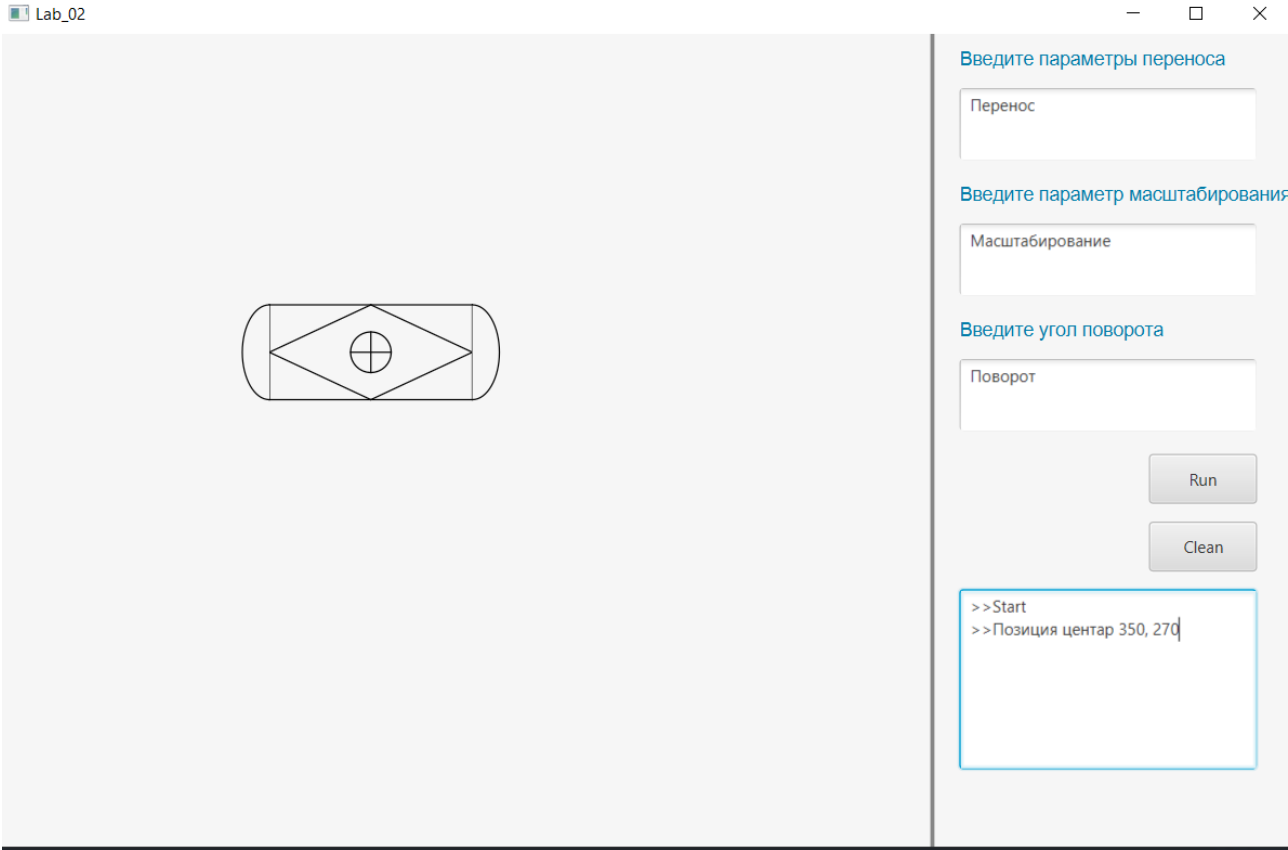 Lab_02
Введите параметры переноса
Перенос
Введите параметр масштабирования
Масштабирование
Введите угол поворота
Поворот
Run
Clean
>>Start
>>Позиция центар 350, 270